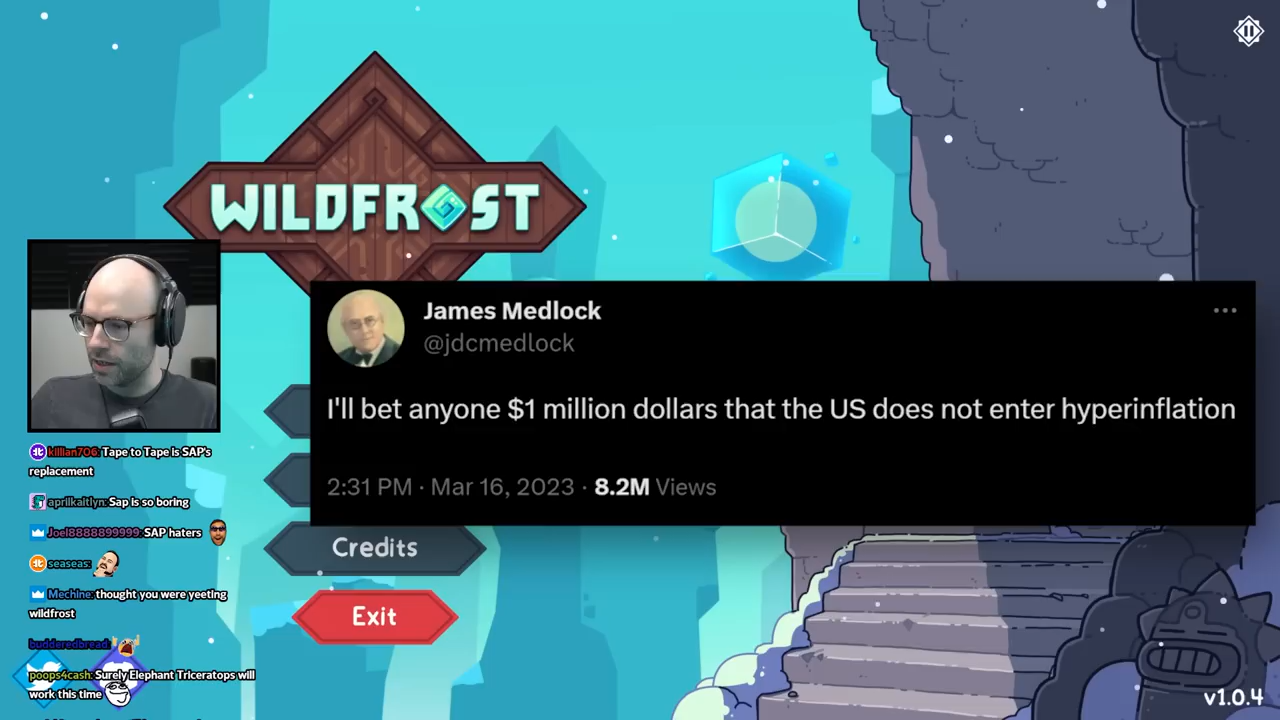 WILDFROST
James Medlock
@jdcmedlock
I'll bet anyone $1 million dollars that the US does not enter hyperinflation
2:31 PM · Mar 16, 2023 · 8.2M Views
killian706: Tape to Tape is SAP's
replacement
aprilkaitlyn: Sap is so boring
Joel8888899999: SAP haters
seaseas:
Mechine: thought you were yeeting
wildfrost
budderedbread:
poops4cash: Surely Elephant Triceratops will
work this time
Credits
Exit
v1.0.4